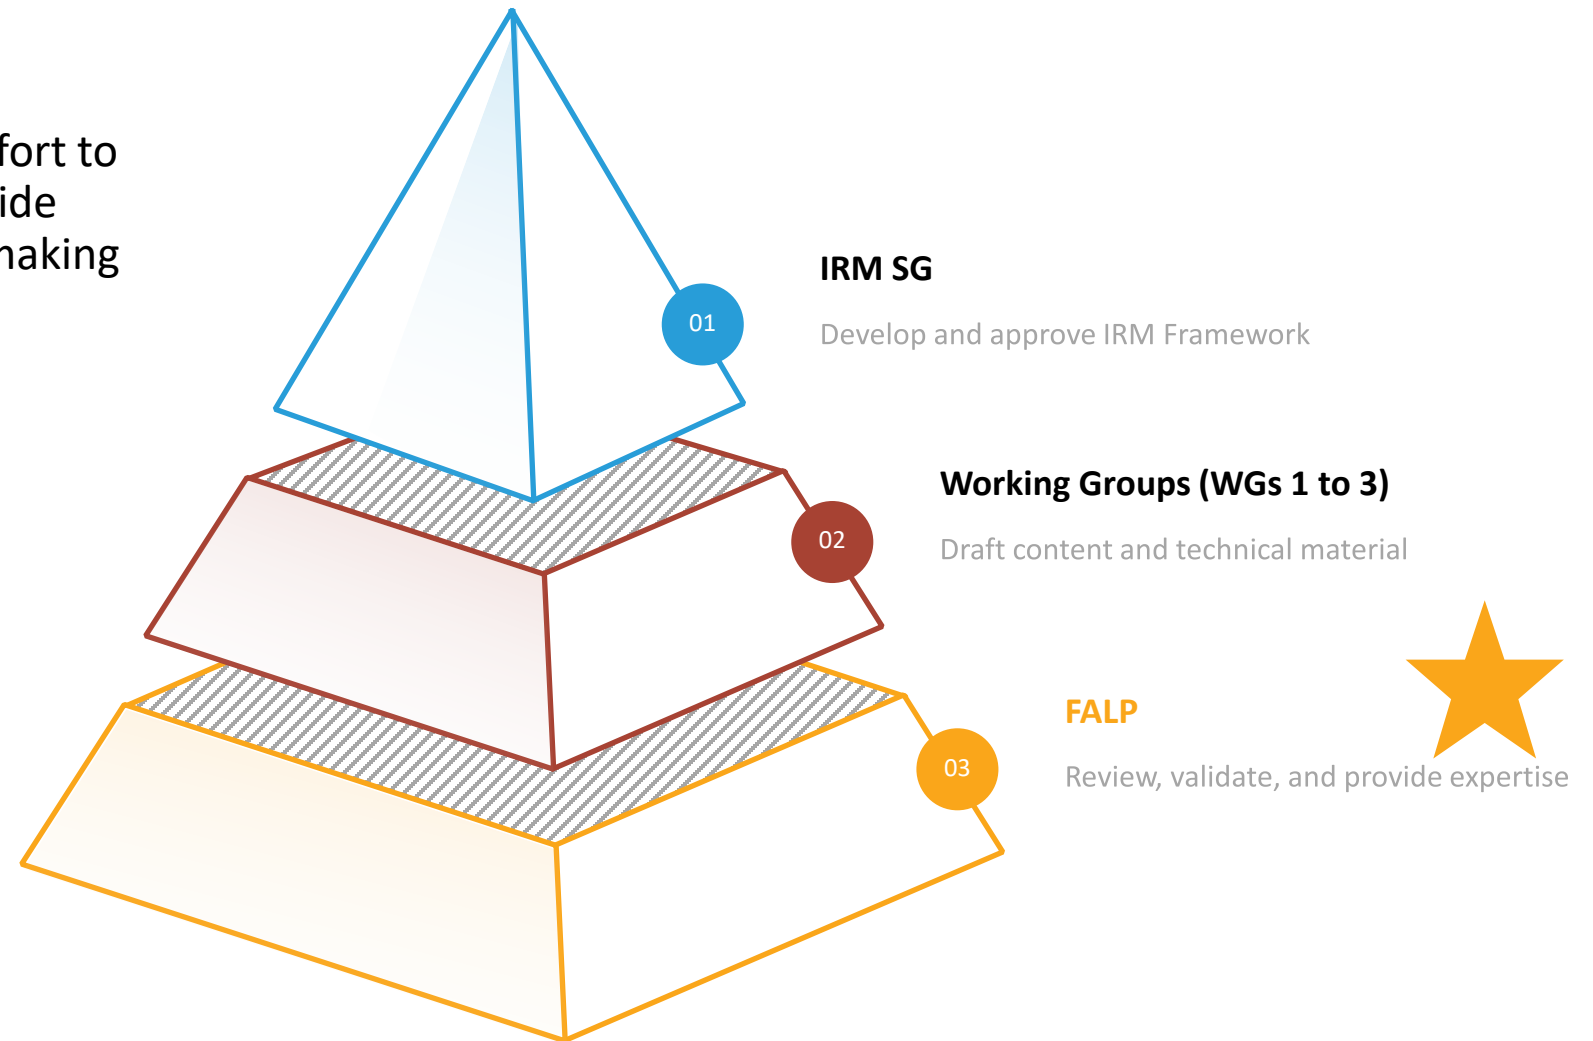 fort to
ide
making
IRM SG
01
Develop and approve IRM Framework
Working Groups (WGs 1 to 3)
02
Draft content and technical material
FALP
03
Review, validate, and provide expertise